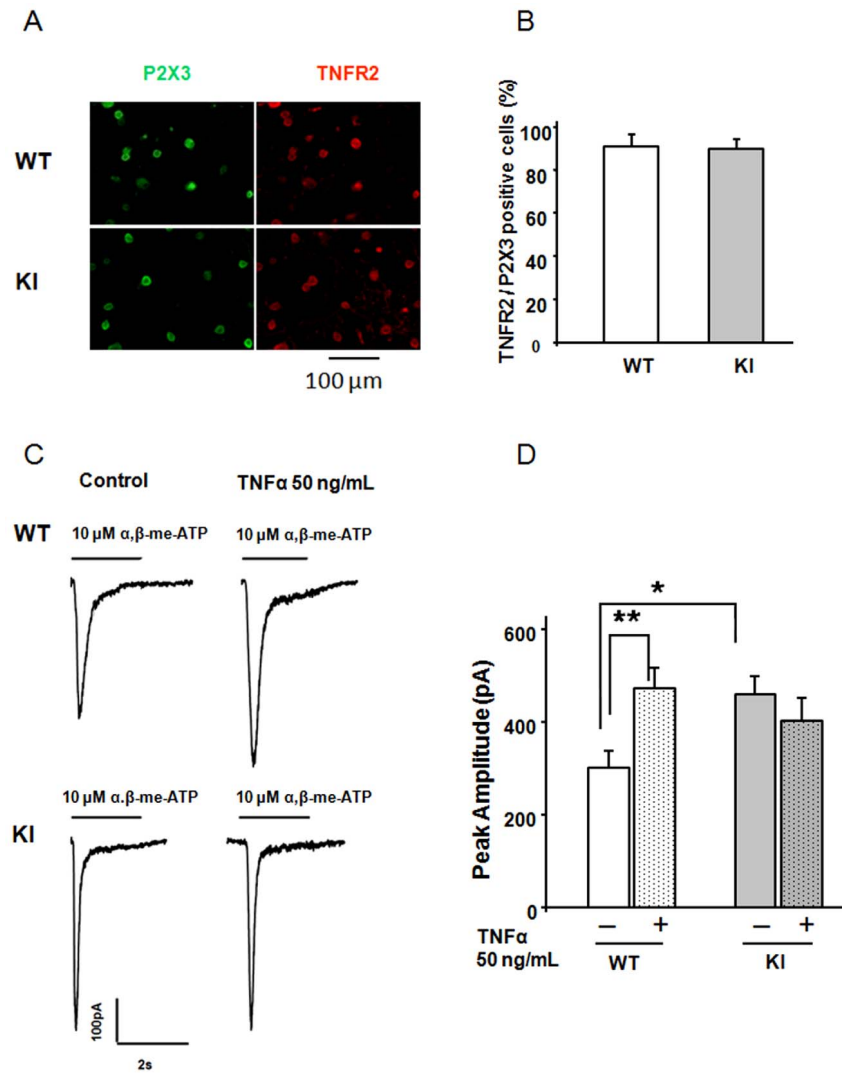 A
P2X3 TNFR2
WT
KI
100 µm
B
TNFR2 / P2X3 positive cells (%)
100
80
60
40
20
0
WT KI
C
Control TNFα 50 ng/mL
WT
10 µM α,β-me-ATP 10 µM α,β-me-ATP
KI
10 µM α.β-me-ATP 10 µM α,β-me-ATP
100pA
2s
D
Peak Amplitude (pA)
600
400
200
0
*
**
TNFα – + – +
50 ng/mL WT KI